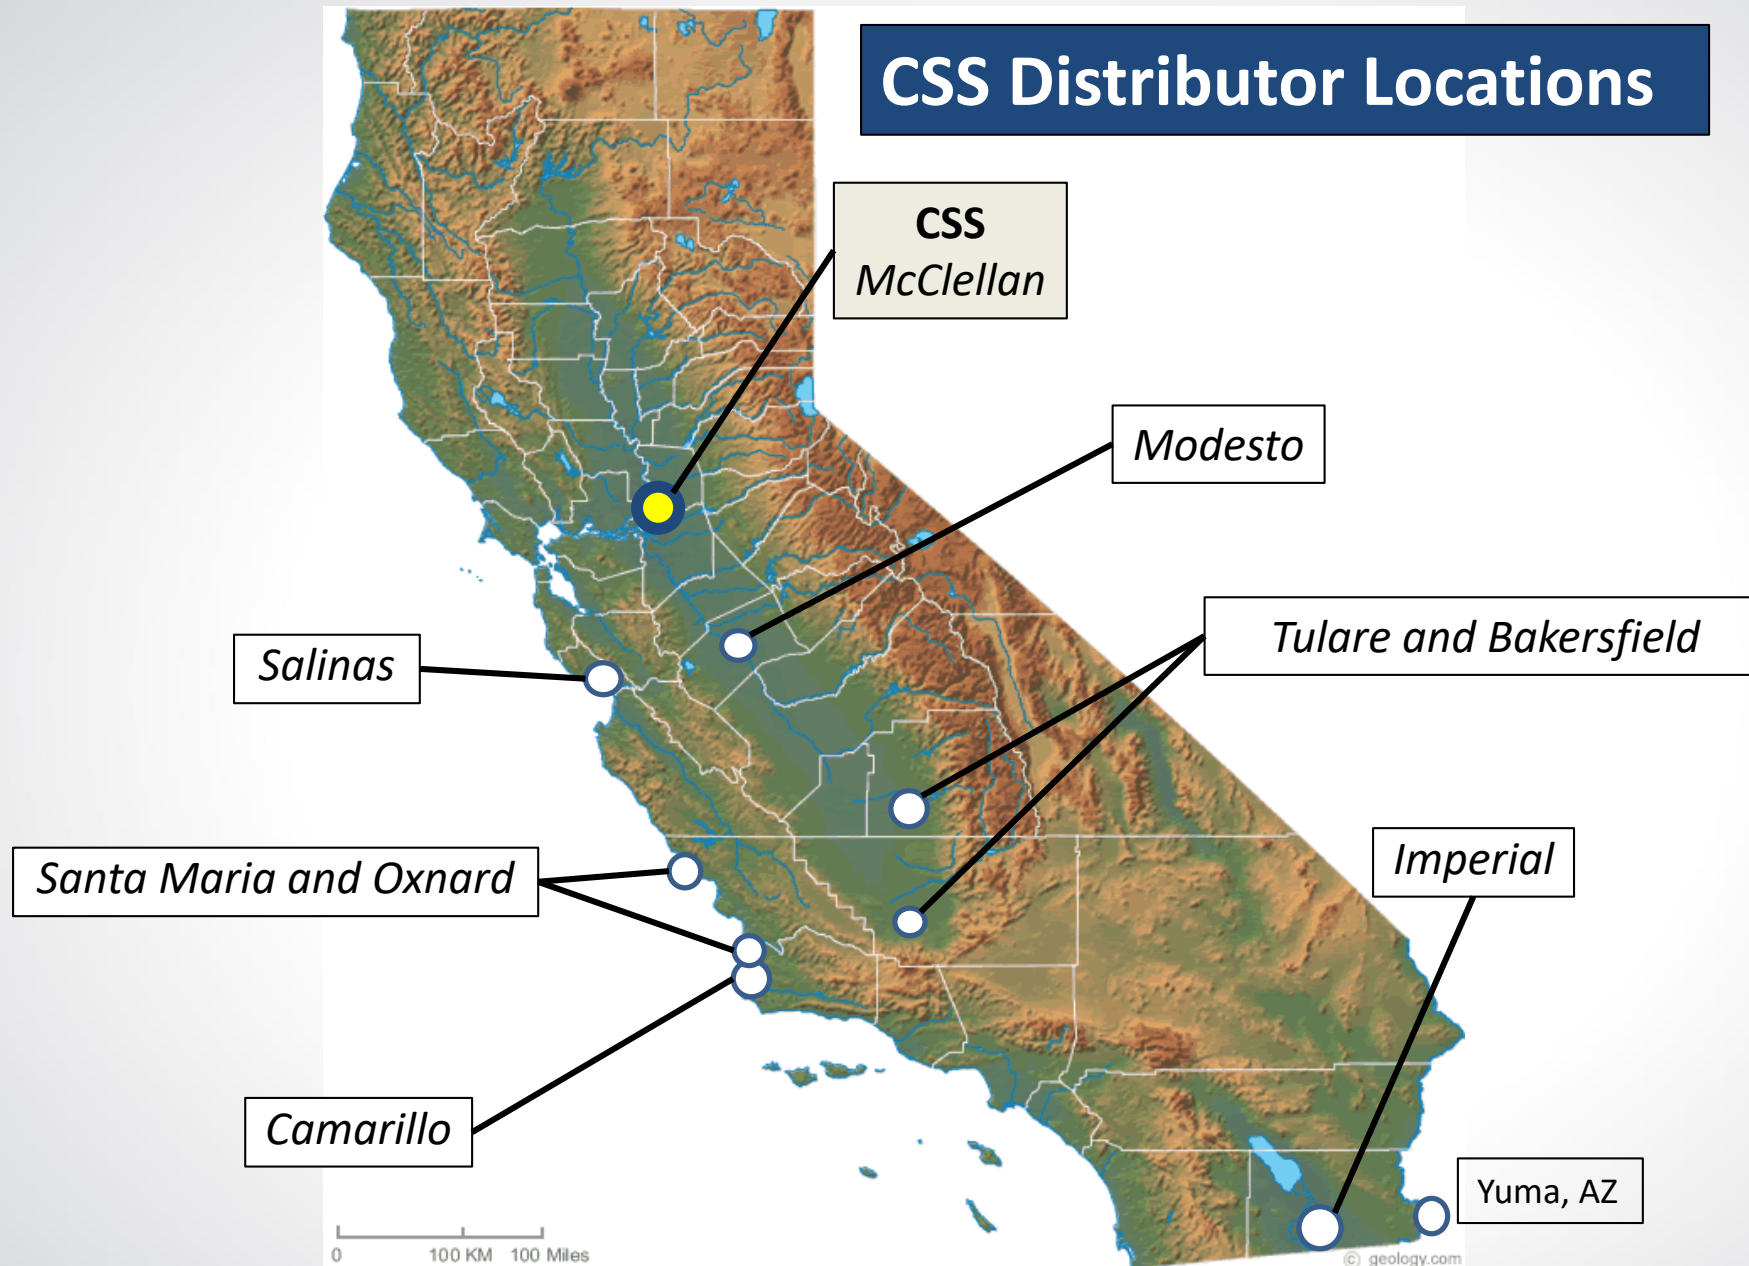 CSS Distributor Locations
CSS
McClellan
Modesto
Tulare and Bakersfield
Salinas
Santa Maria and Oxnard
Imperial
Camarillo
Yuma, AZ
0 100 KM 100 Miles
© geology.com